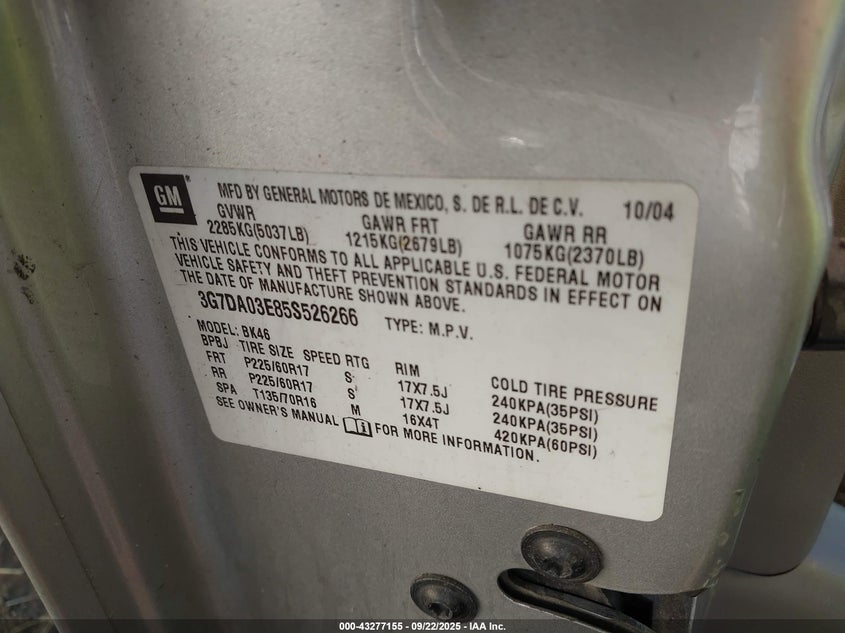 GM ® MFD BY GENERAL MOTORS DE MEXICO, S. DE R.L. DE C.V. 10/04
GVWR GAWR FRT GAWR RR
2285KG(5037LB) 1215KG(2679LB) 1075KG(2370LB)
THIS VEHICLE CONFORMS TO ALL APPLICABLE U.S. FEDERAL MOTOR
VEHICLE SAFETY AND THEFT PREVENTION STANDARDS IN EFFECT ON
THE DATE OF MANUFACTURE SHOWN ABOVE.
3G7DA03E85S526266 TYPE: M.P.V.
MODEL: BK46
BPBJ TIRE SIZE SPEED RTG RIM COLD TIRE PRESSURE
FRT P225/60R17 S 17X7.5J 240KPA(35PSI)
RR P225/60R17 S 17X7.5J 240KPA(35PSI)
SPA T135/70R16 M 16X4T 420KPA(60PSI)
SEE OWNER'S MANUAL FOR MORE INFORMATION.
000-43277155 - 09/22/2025 - IAA Inc.